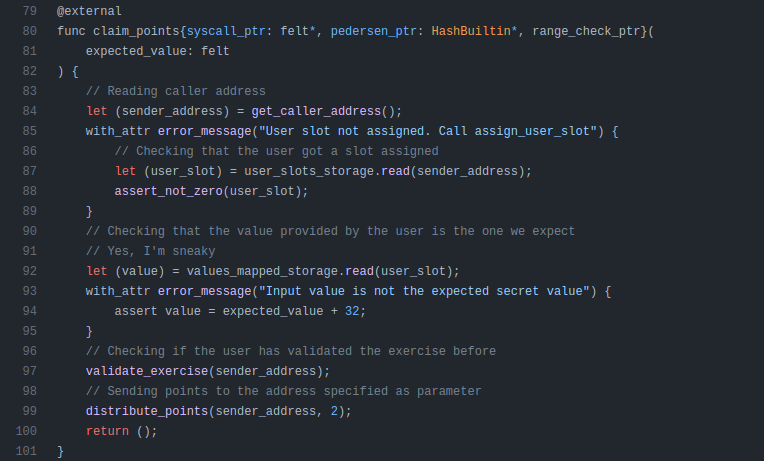 79 @external
80 func claim_points{syscall_ptr: felt*, pedersen_ptr: HashBuiltin*, range_check_ptr}(
81     expected_value: felt
82 ) {
83     // Reading caller address
84     let (sender_address) = get_caller_address();
85     with_attr error_message("User slot not assigned. Call assign_user_slot") {
86         // Checking that the user got a slot assigned
87         let (user_slot) = user_slots_storage.read(sender_address);
88         assert_not_zero(user_slot);
89     }
90     // Checking that the value provided by the user is the one we expect
91     // Yes, I'm sneaky
92     let (value) = values_mapped_storage.read(user_slot);
93     with_attr error_message("Input value is not the expected secret value") {
94         assert value = expected_value + 32;
95     }
96     // Checking if the user has validated the exercise before
97     validate_exercise(sender_address);
98     // Sending points to the address specified as parameter
99     distribute_points(sender_address, 2);
100     return ();
101 }